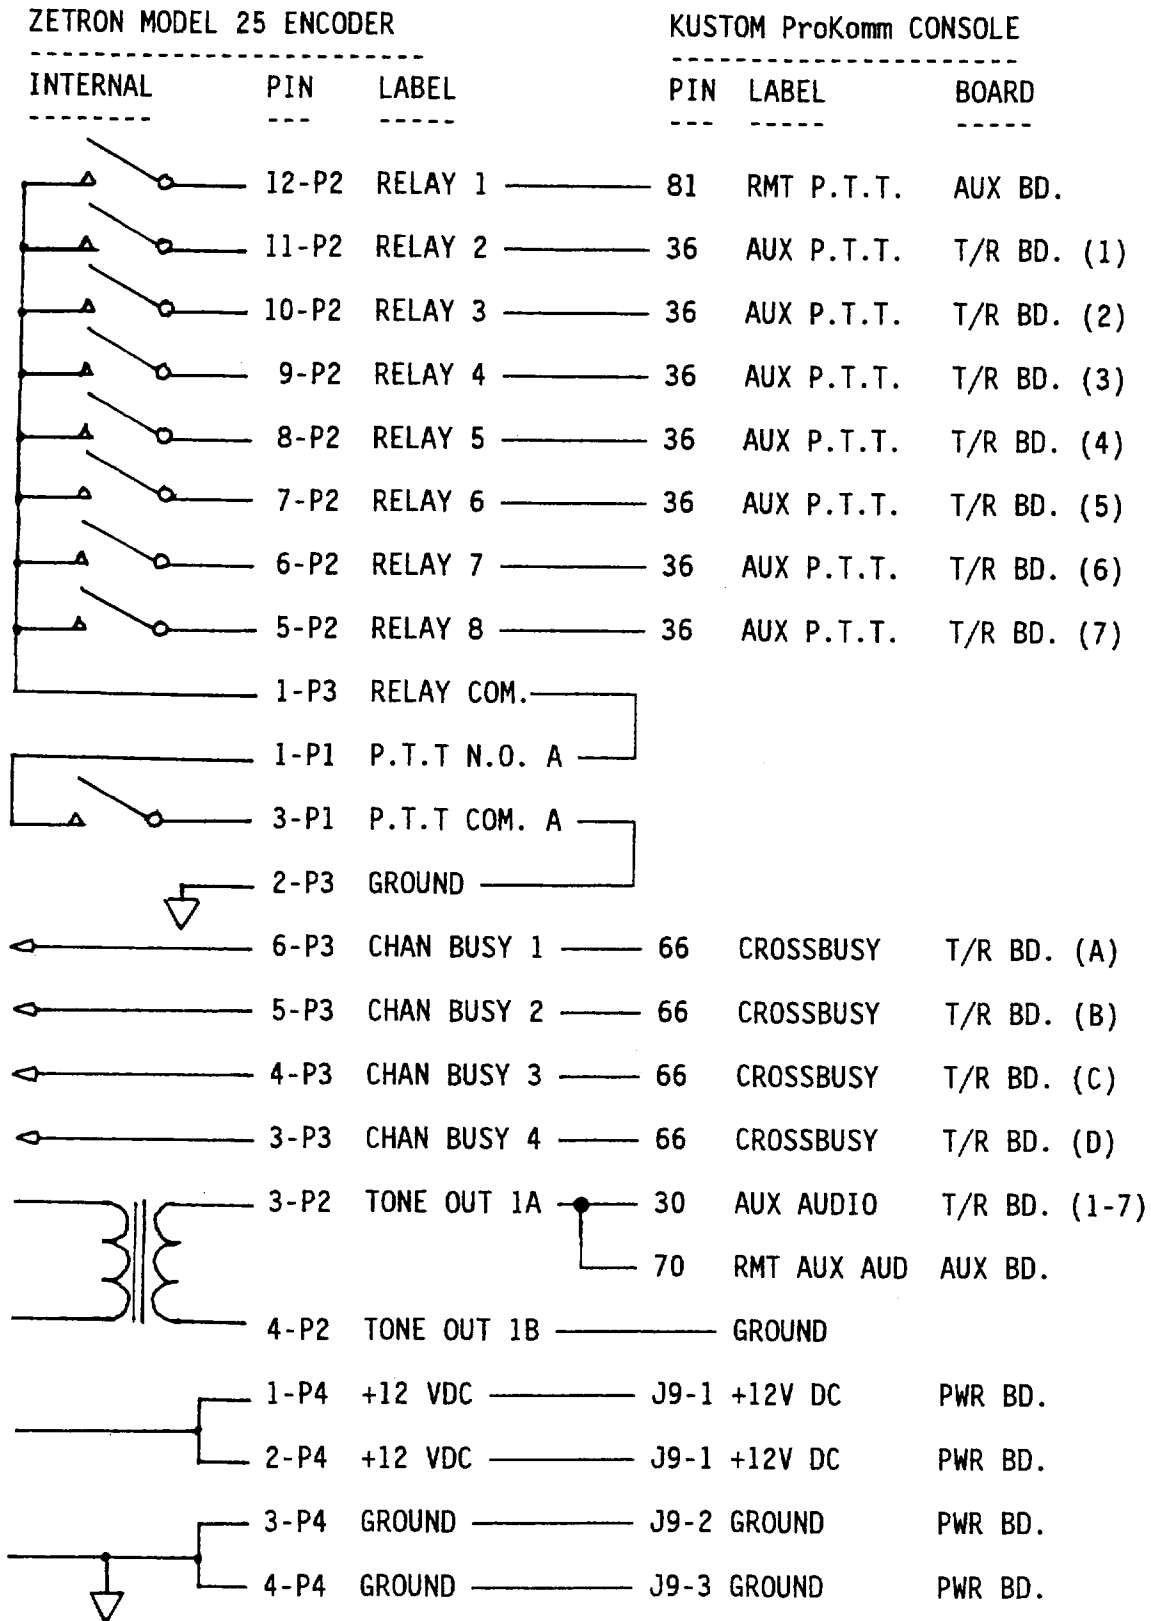 ZETRON MODEL 25 ENCODER KUSTOM ProKomm CONSOLE
INTERNAL PIN LABEL PIN LABEL BOARD
12-P2 RELAY 1 81 RMT P.T.T. AUX BD.
11-P2 RELAY 2 36 AUX P.T.T. T/R BD. (1)
10-P2 RELAY 3 36 AUX P.T.T. T/R BD. (2)
9-P2 RELAY 4 36 AUX P.T.T. T/R BD. (3)
8-P2 RELAY 5 36 AUX P.T.T. T/R BD. (4)
7-P2 RELAY 6 36 AUX P.T.T. T/R BD. (5)
6-P2 RELAY 7 36 AUX P.T.T. T/R BD. (6)
5-P2 RELAY 8 36 AUX P.T.T. T/R BD. (7)
1-P3 RELAY COM.
1-P1 P.T.T N.O. A
3-P1 P.T.T COM. A
2-P3 GROUND
6-P3 CHAN BUSY 1 66 CROSSBUSY T/R BD. (A)
5-P3 CHAN BUSY 2 66 CROSSBUSY T/R BD. (B)
4-P3 CHAN BUSY 3 66 CROSSBUSY T/R BD. (C)
3-P3 CHAN BUSY 4 66 CROSSBUSY T/R BD. (D)
3-P2 TONE OUT 1A 30 AUX AUDIO T/R BD. (1-7)
70 RMT AUX AUD AUX BD.
4-P2 TONE OUT 1B GROUND
1-P4 +12 VDC J9-1 +12V DC PWR BD.
2-P4 +12 VDC J9-1 +12V DC PWR BD.
3-P4 GROUND J9-2 GROUND PWR BD.
4-P4 GROUND J9-3 GROUND PWR BD.